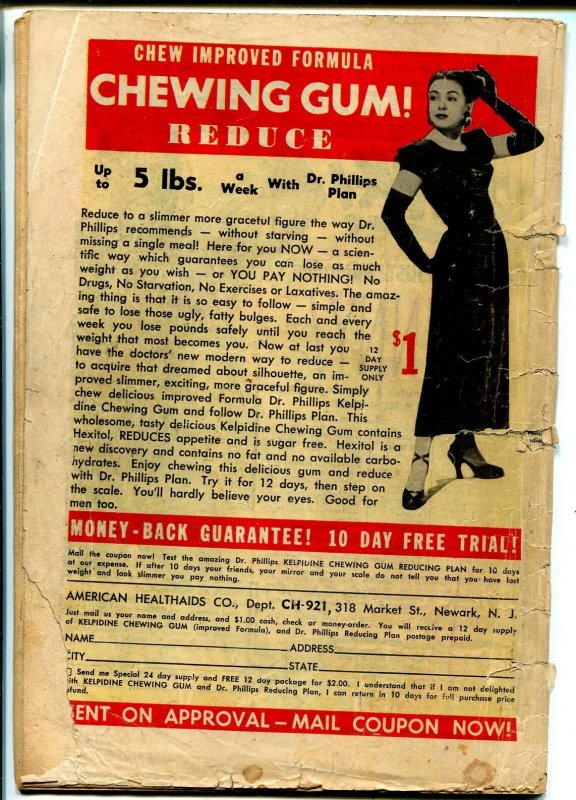 CHEW IMPROVED FORMULA
CHEWING GUM!
REDUCE
Up to 5 lbs. a Week With Dr. Phillips Plan
Reduce to a slimmer more graceful figure the way Dr.
Phillips recommends — without starving — without
missing a single meal! Here for you NOW — a scien-
tific way which guarantees you can lose as much
weight as you wish — or YOU PAY NOTHING! No
Drugs, No Starvation, No Exercises or Laxatives. The amaz-
ing thing is that it is so easy to follow — simple and
safe to lose those ugly, fatty bulges. Each and every
week you lose pounds safely until you reach the
weight that most becomes you. Now at last you
have the doctors' new modern way to reduce —
to acquire that dreamed about silhouette, an im-
proved slimmer, exciting, more graceful figure. Simply
chew delicious improved Formula Dr. Phillips Kelpi-
dine Chewing Gum and follow Dr. Phillips Plan. This
wholesome, tasty delicious Kelpidine Chewing Gum contains
Hexitol, REDUCES appetite and is sugar free. Hexitol is a
new discovery and contains no fat and no available carbo-
hydrates. Enjoy chewing this delicious gum and reduce
with Dr. Phillips Plan. Try it for 12 days, then step on
the scale. You'll hardly believe your eyes. Good for
men too.
12
DAY
SUPPLY
ONLY
$1
MONEY-BACK GUARANTEE! 10 DAY FREE TRIAL!
Mail the coupon now! Test the amazing Dr. Phillips KELPIDINE CHEWING GUM REDUCING PLAN for 10 days
at our expense. If after 10 days your friends, your mirror and your scale do not tell you that you have lost
weight and look slimmer you pay nothing.
AMERICAN HEALTHAIDS CO., Dept. CH-921, 318 Market St., Newark, N. J.
Just mail us your name and address, and $1.00 cash, check or money-order. You will receive a 12 day supply
of KELPIDINE CHEWING GUM (improved Formula), and Dr. Phillips Reducing Plan postage prepaid.
NAME ADDRESS
CITY STATE
Send me Special 24 day supply and FREE 12 day package for $2.00. I understand that if I am not delighted
ith KELPIDINE CHEWING GUM and Dr. Phillips Reducing Plan, I can return in 10 days for full purchase price
efund.
SENT ON APPROVAL — MAIL COUPON NOW!